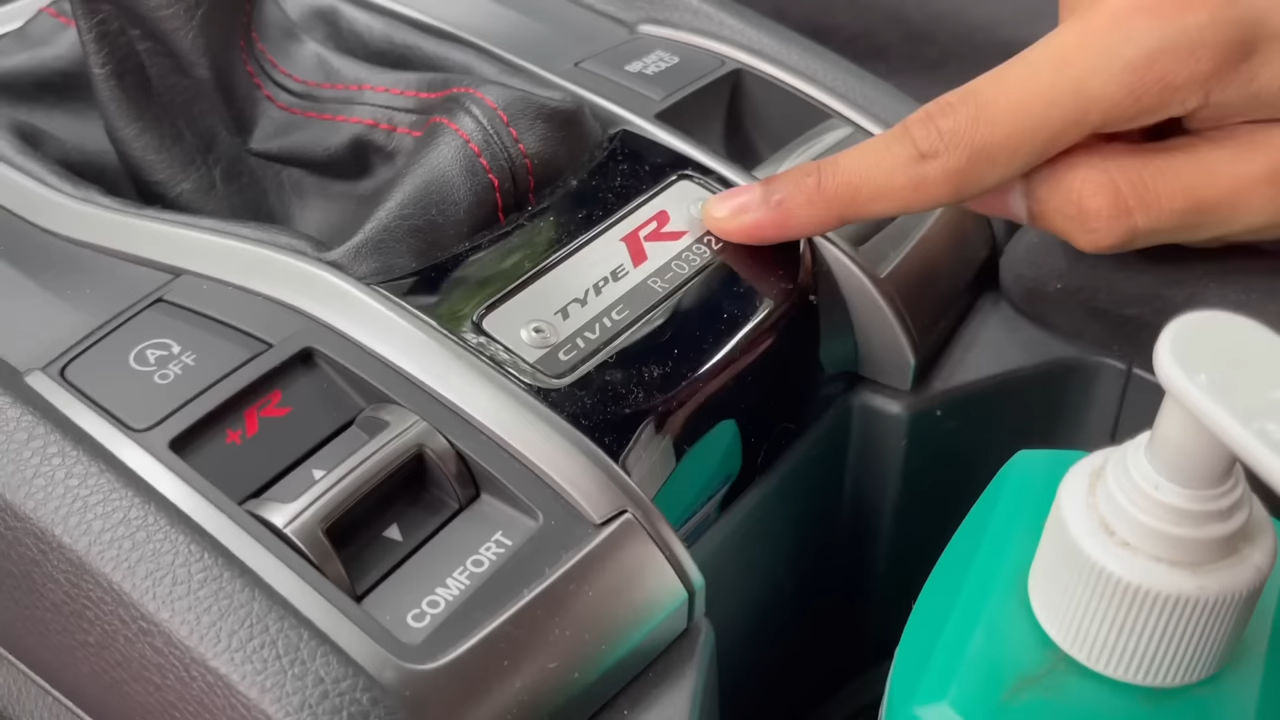 BRAKE
HOLD
TYPE R
CIVIC R-0392
A
OFF
+R
COMFORT